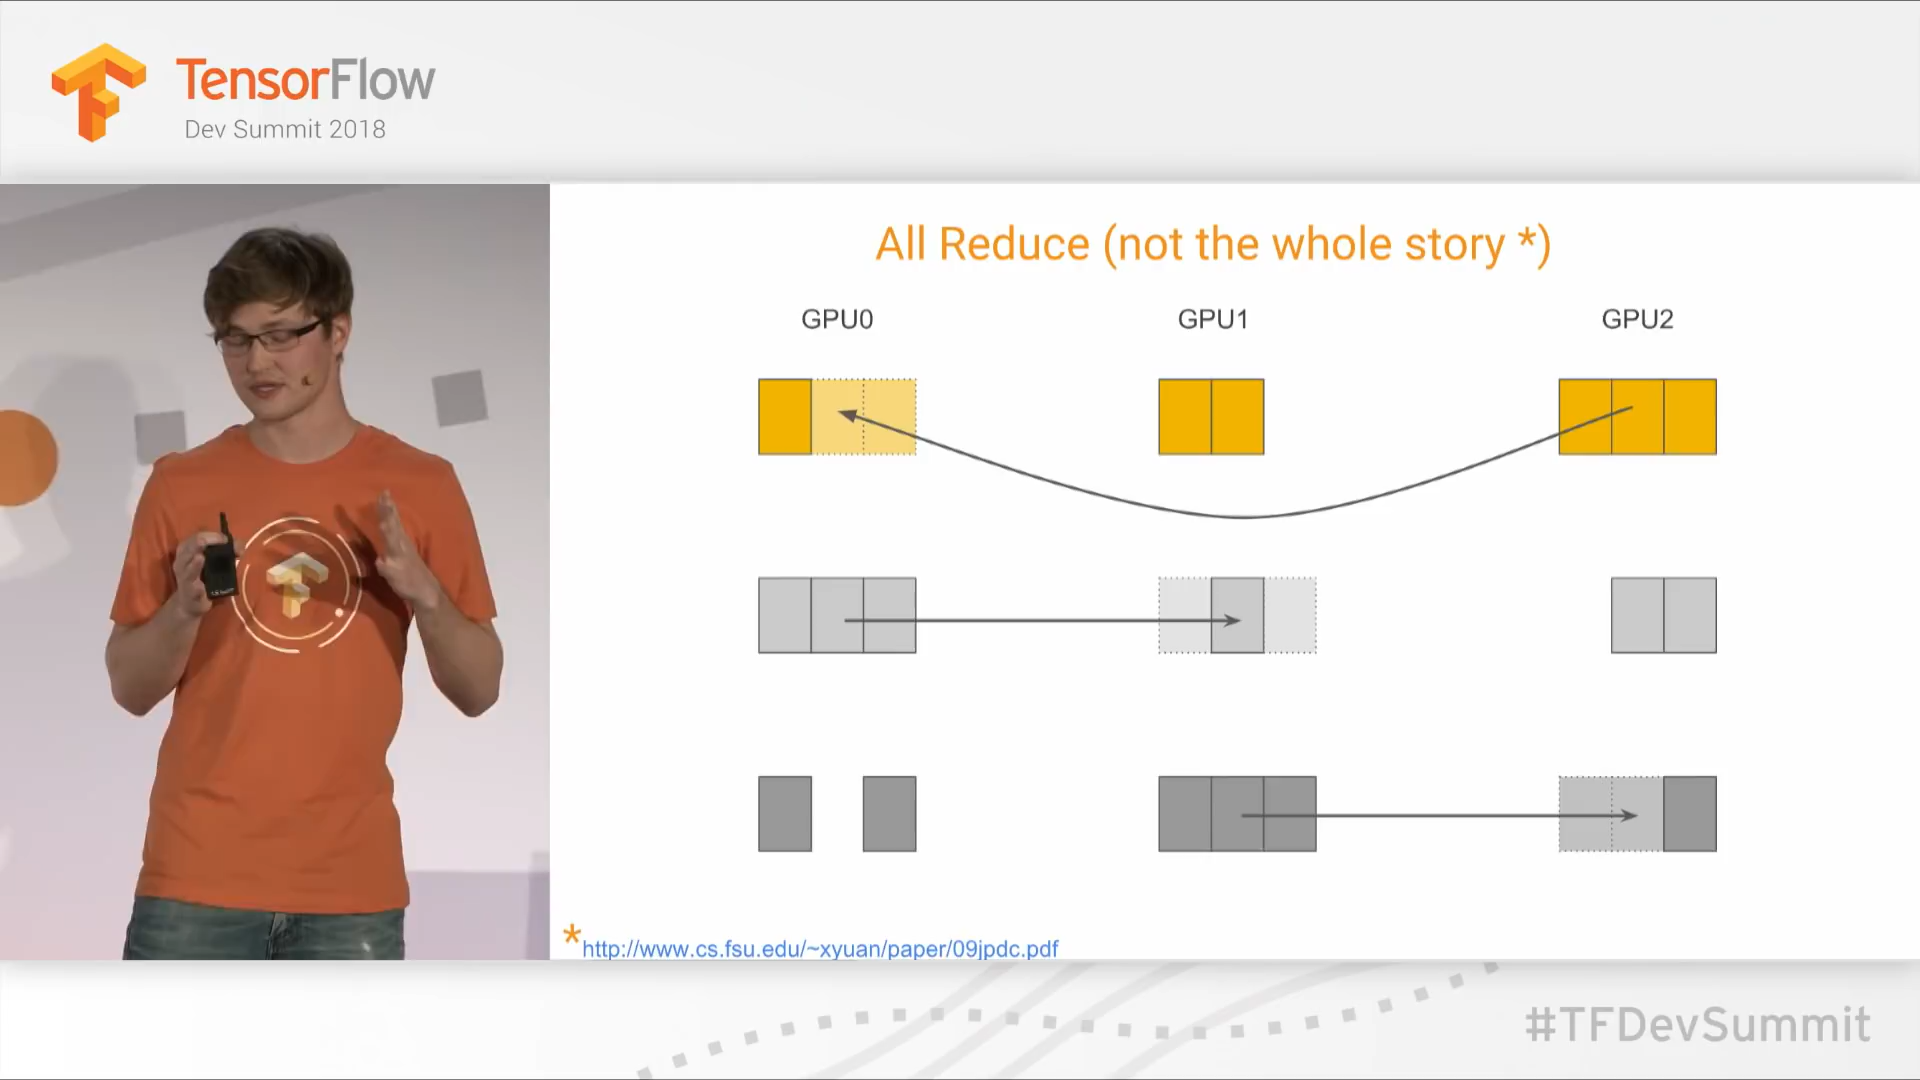 TensorFlow
Dev Summit 2018
All Reduce (not the whole story *)
GPU0 GPU1 GPU2
*http://www.cs.fsu.edu/~xyuan/paper/09jpdc.pdf
#TFDevSummit